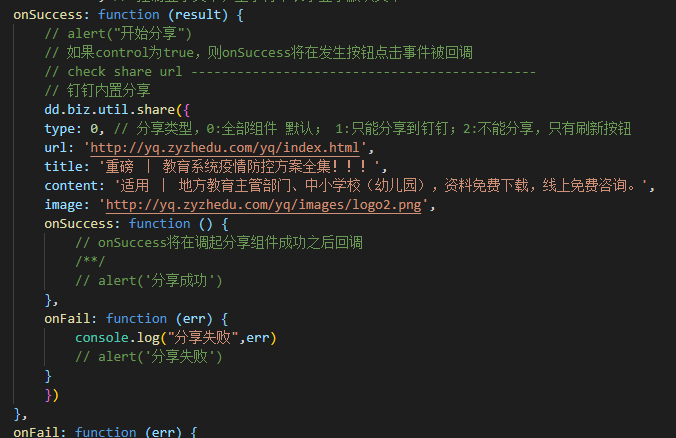 onSuccess: function (result) {
// alert("开始分享")
// 如果control为true，则onSuccess将在发生按钮点击事件被回调
// check share url ---------------------------------------------
// 钉钉内置分享
dd.biz.util.share({
type: 0, // 分享类型，0:全部组件 默认； 1:只能分享到钉钉；2:不能分享，只有刷新按钮
url: 'http://yq.zyzhedu.com/yq/index.html',
title: '重磅 | 教育系统疫情防控方案全集！！！',
content: '适用 | 地方教育主管部门、中小学校（幼儿园），资料免费下载，线上免费咨询。',
image: 'http://yq.zyzhedu.com/yq/images/logo2.png',
onSuccess: function () {
// onSuccess将在调起分享组件成功之后回调
/**/
// alert('分享成功')
},
onFail: function (err) {
console.log("分享失败",err)
// alert('分享失败')
}
})
},
onFail: function (err) {